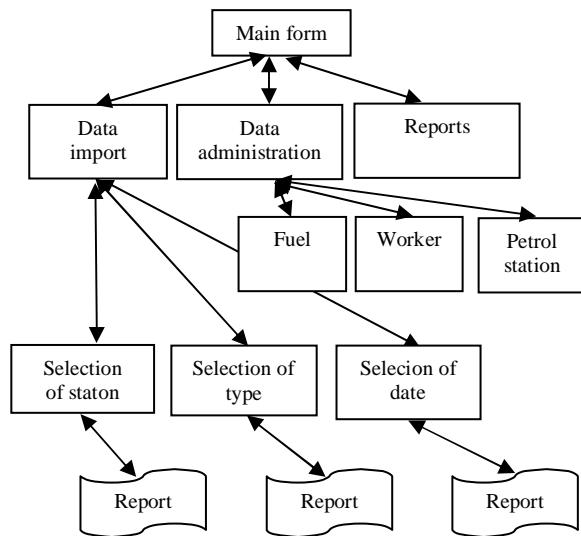 Main form
Data
import
Data
administration
Reports
Fuel
Worker
Petrol
station
Selection
of staton
Selection of
type
Selecion of
date
Report
Report
Report